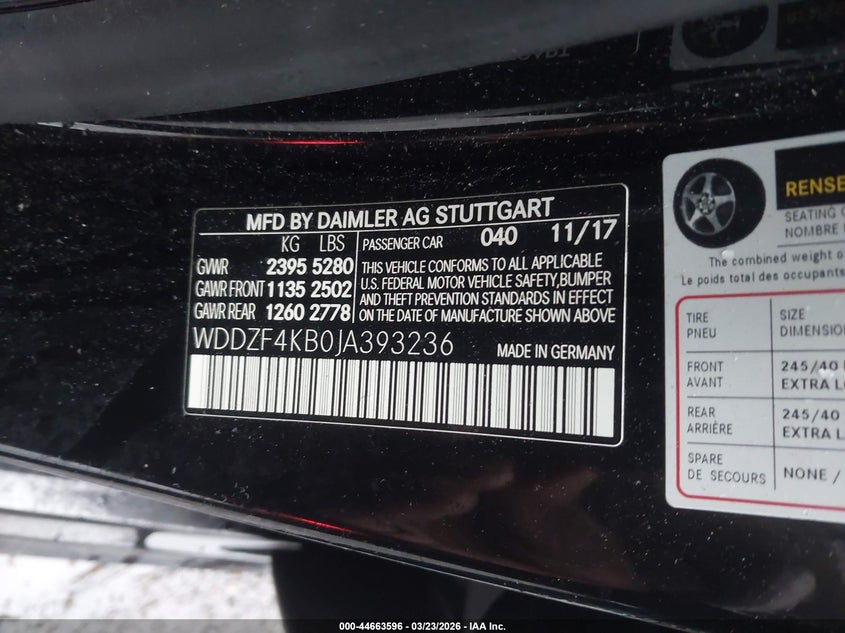 MFD BY DAIMLER AG STUTTGART
KG LBS
GVWR 2395 5280
GAWR FRONT 1135 2502
GAWR REAR 1260 2778
PASSENGER CAR 040 11/17
THIS VEHICLE CONFORMS TO ALL APPLICABLE
U.S. FEDERAL MOTOR VEHICLE SAFETY,BUMPER
AND THEFT PREVENTION STANDARDS IN EFFECT
ON THE DATE OF MANUFACTURE SHOWN ABOVE
WDDZF4KB0JA393236 MADE IN GERMANY
SEATING
NOMBRE
The combined weight of
Le poids total des occupants
TIRE SIZE
PNEU
FRONT 245/40
AVANT EXTRA
REAR 245/40
ARRIÈRE EXTRA
SPARE
DE SECOURS NONE /
000-44663596 - 03/23/2026 - IAA Inc.